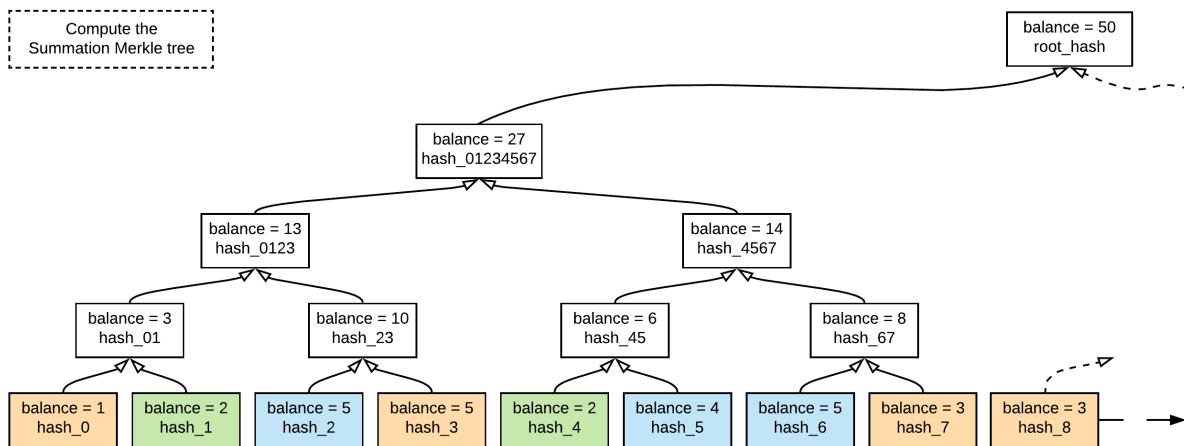 Compute the
Summation Merkle tree
balance = 50
root_hash
balance = 27
hash_01234567
balance = 13
hash_0123
balance = 14
hash_4567
balance = 3
hash_01
balance = 10
hash_23
balance = 6
hash_45
balance = 8
hash_67
balance = 1
hash_0
balance = 2
hash_1
balance = 5
hash_2
balance = 5
hash_3
balance = 2
hash_4
balance = 4
hash_5
balance = 5
hash_6
balance = 3
hash_7
balance = 3
hash_8